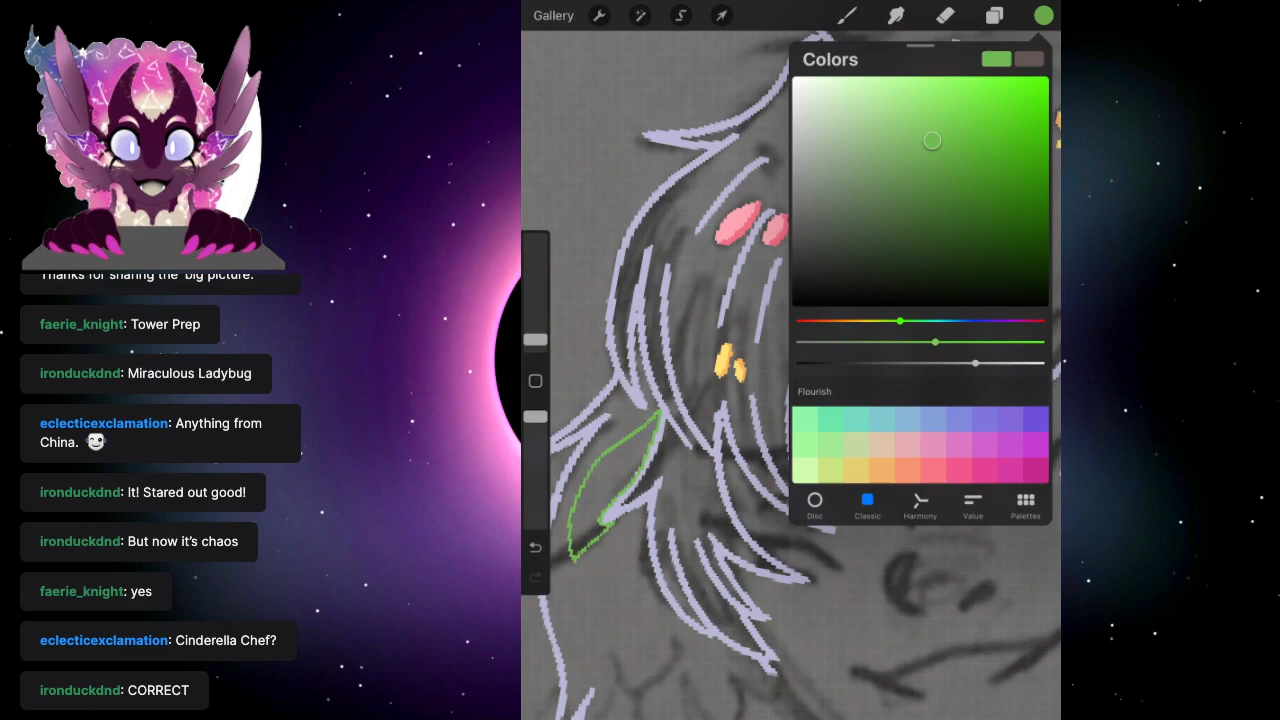 Gallery
Colors
Thanks for sharing the 'big picture.'
faerie_knight: Tower Prep
ironduckdnd: Miraculous Ladybug
eclecticexclamation: Anything from
China.
ironduckdnd: It! Stared out good!
ironduckdnd: But now it's chaos
faerie_knight: yes
eclecticexclamation: Cinderella Chef?
ironduckdnd: CORRECT
Flourish
Disc
Classic
Harmony
Value
Palettes